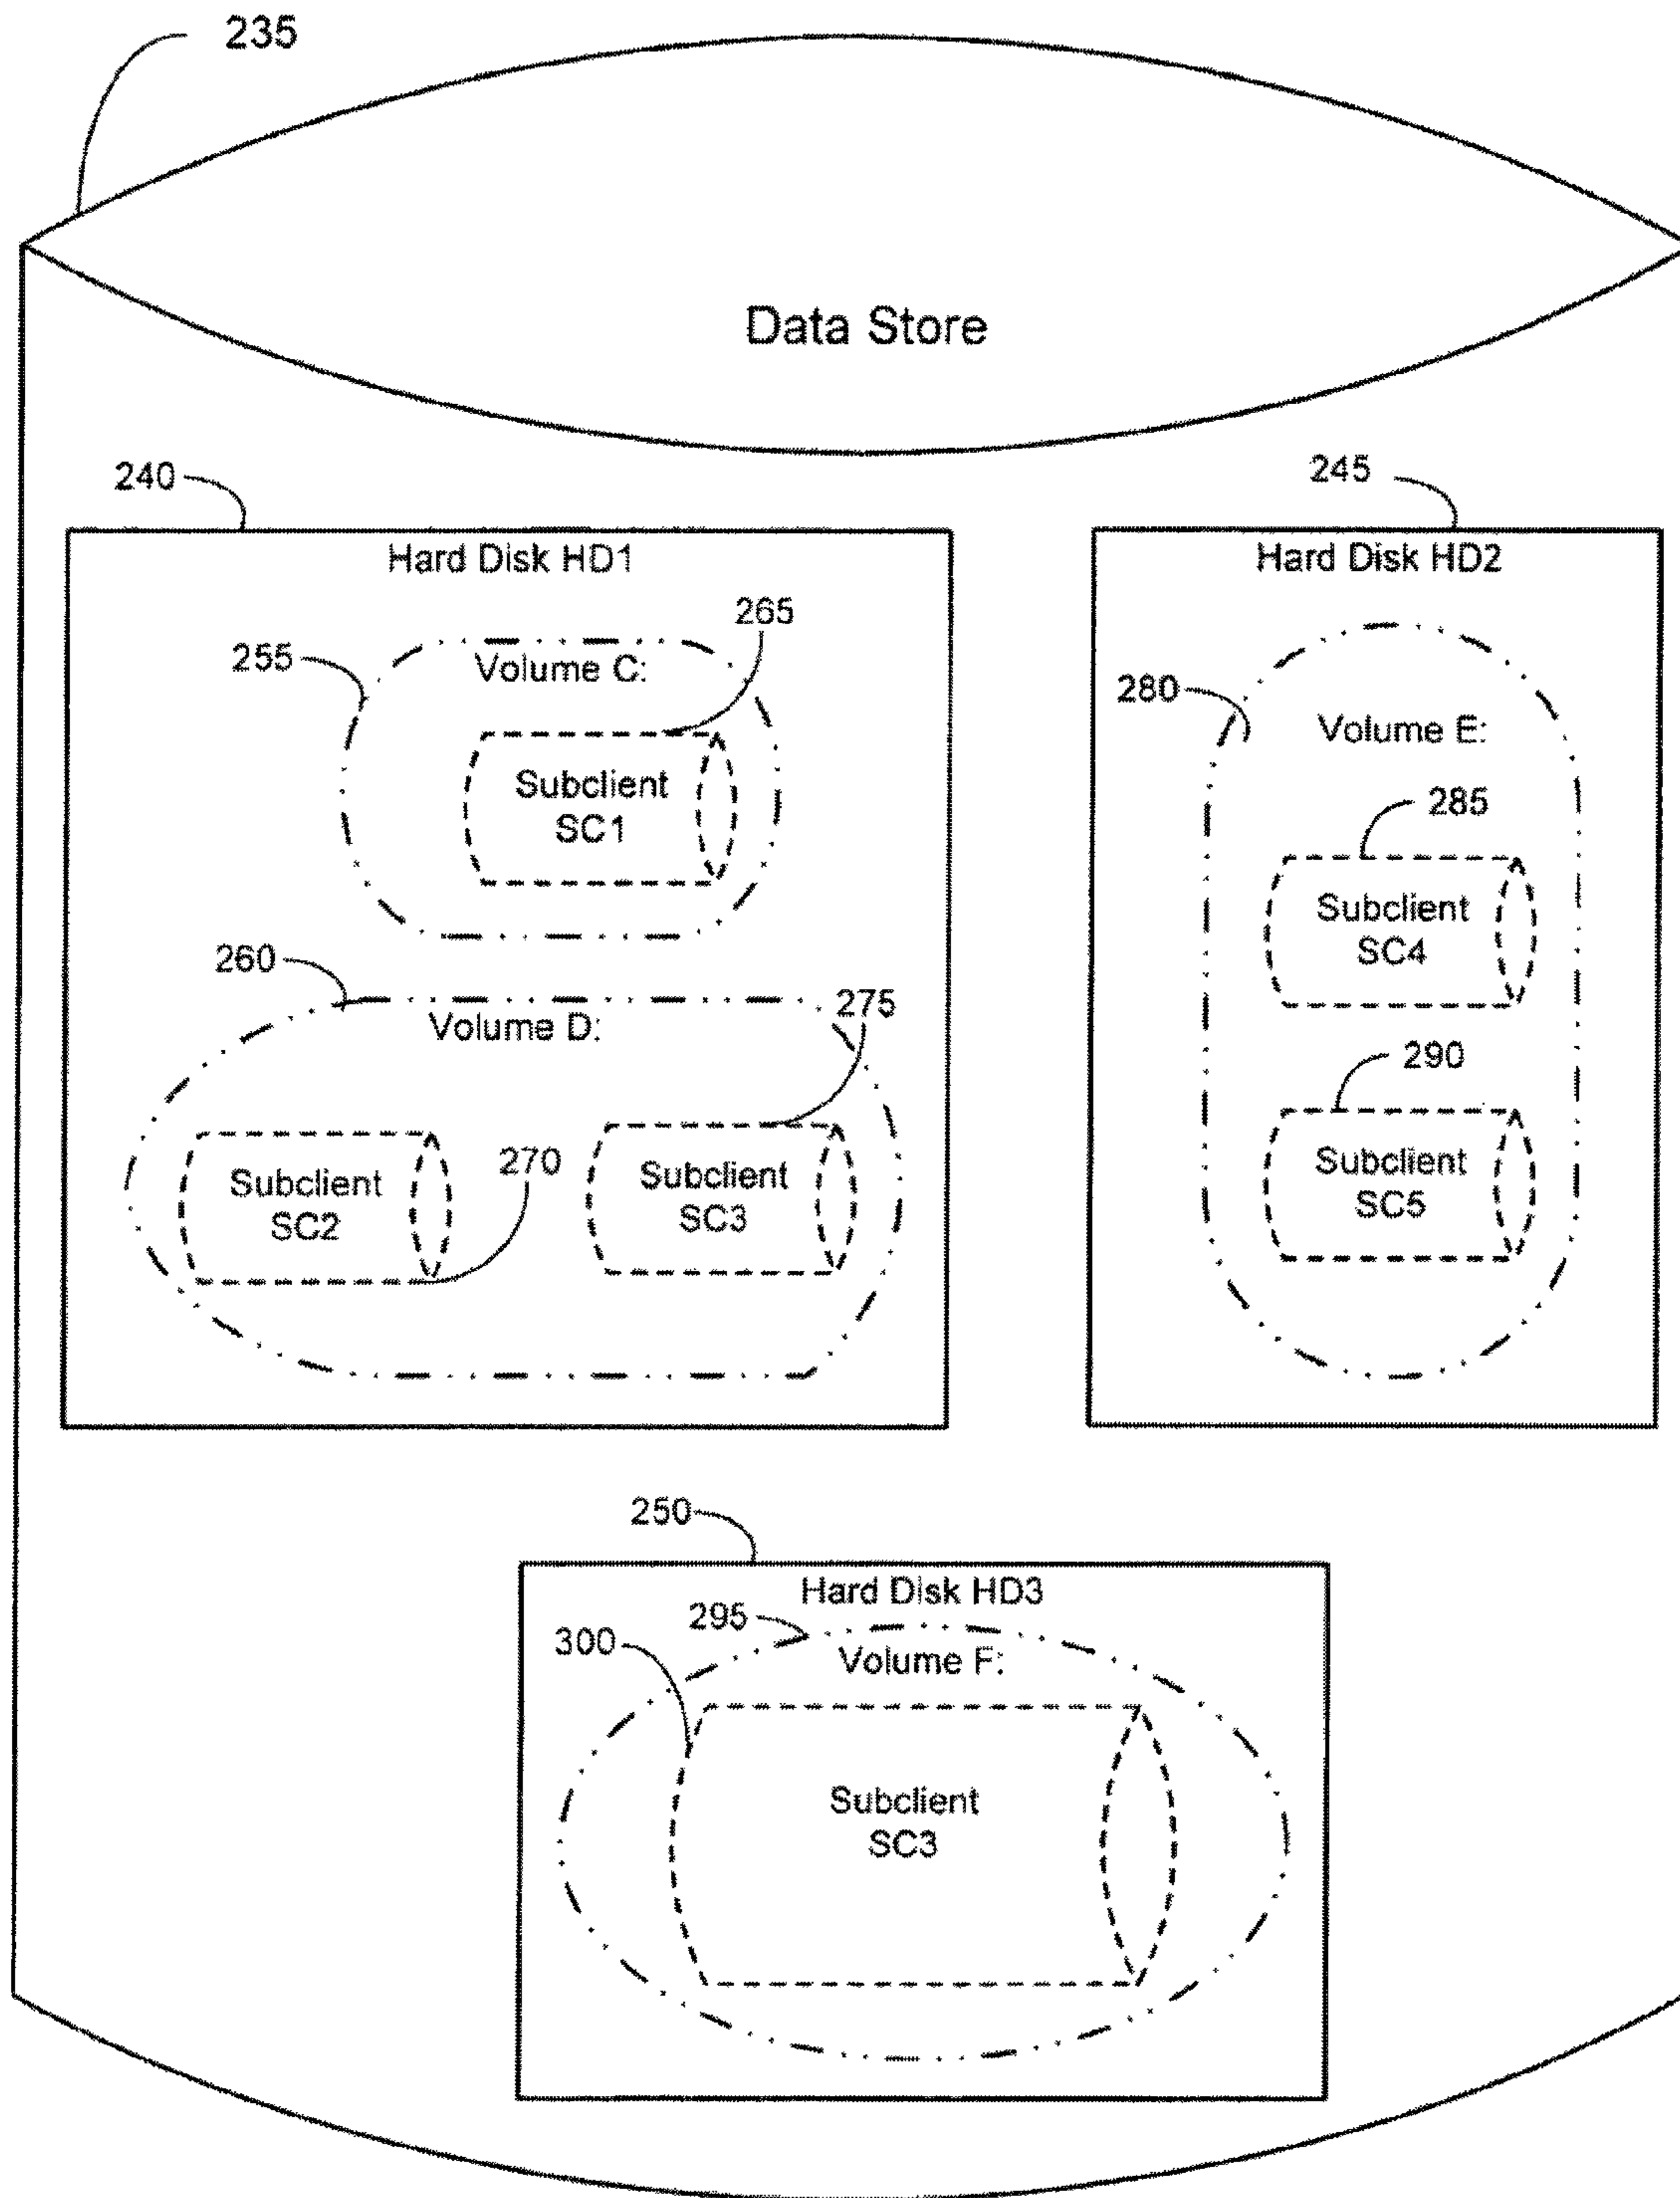 235
Data Store
240
245
Hard Disk HD1
Hard Disk HD2
265
255
Volume C:
280
Volume E:
Subclient
SC1
285
Subclient
SC4
260
275
Volume D:
290
270
Subclient
SC2
Subclient
SC3
Subclient
SC5
250
Hard Disk HD3
295
300
Volume F:
Subclient
SC3